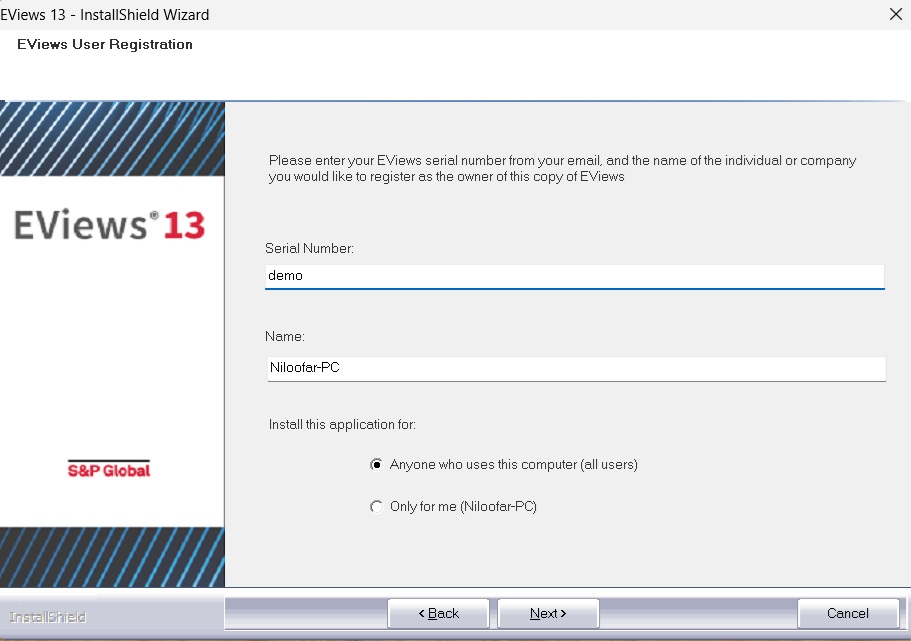 EViews 13 - InstallShield Wizard
EViews User Registration
Please enter your EViews serial number from your email, and the name of the individual or company
you would like to register as the owner of this copy of EViews
EViews® 13
Serial Number:
demo
Name:
Niloofar-PC
Install this application for:
Anyone who uses this computer (all users)
S&P Global
Only for me (Niloofar-PC)
InstallShield
< Back
Next >
Cancel